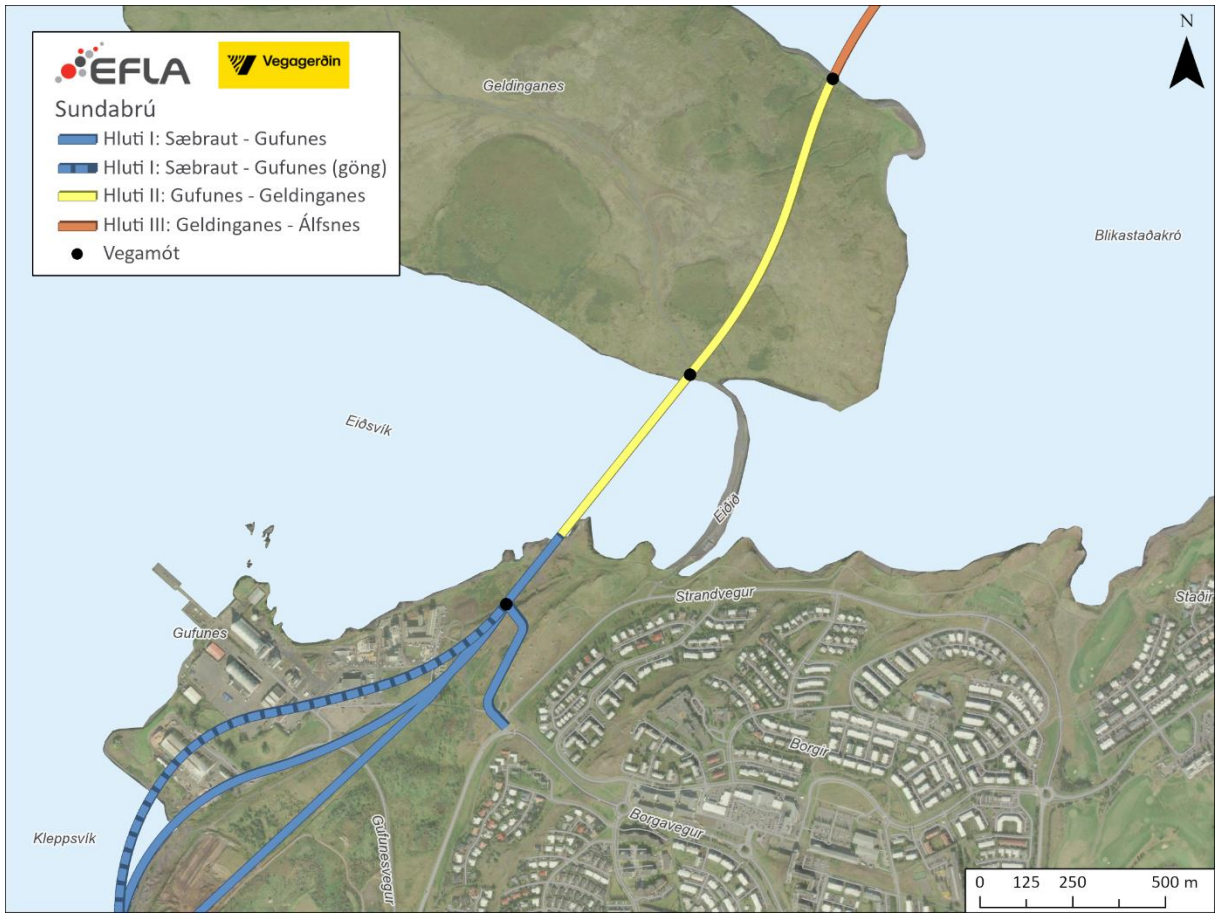 EFLA
Vegagerðin
Sundabrú
Hluti I: Sæbraut - Gufunes
Hluti I: Sæbraut - Gufunes (göng)
Hluti II: Gufunes - Geldinganes
Hluti III: Geldinganes - Álfsnes
Vegamót
N
Geldinganes
Blikastaðakró
Eiðsvík
Eiðið
Strandvegur
Staðir
Gufunes
Borgir
Borgavegur
Gufunesvegur
Kleppsvík
0 125 250 500 m